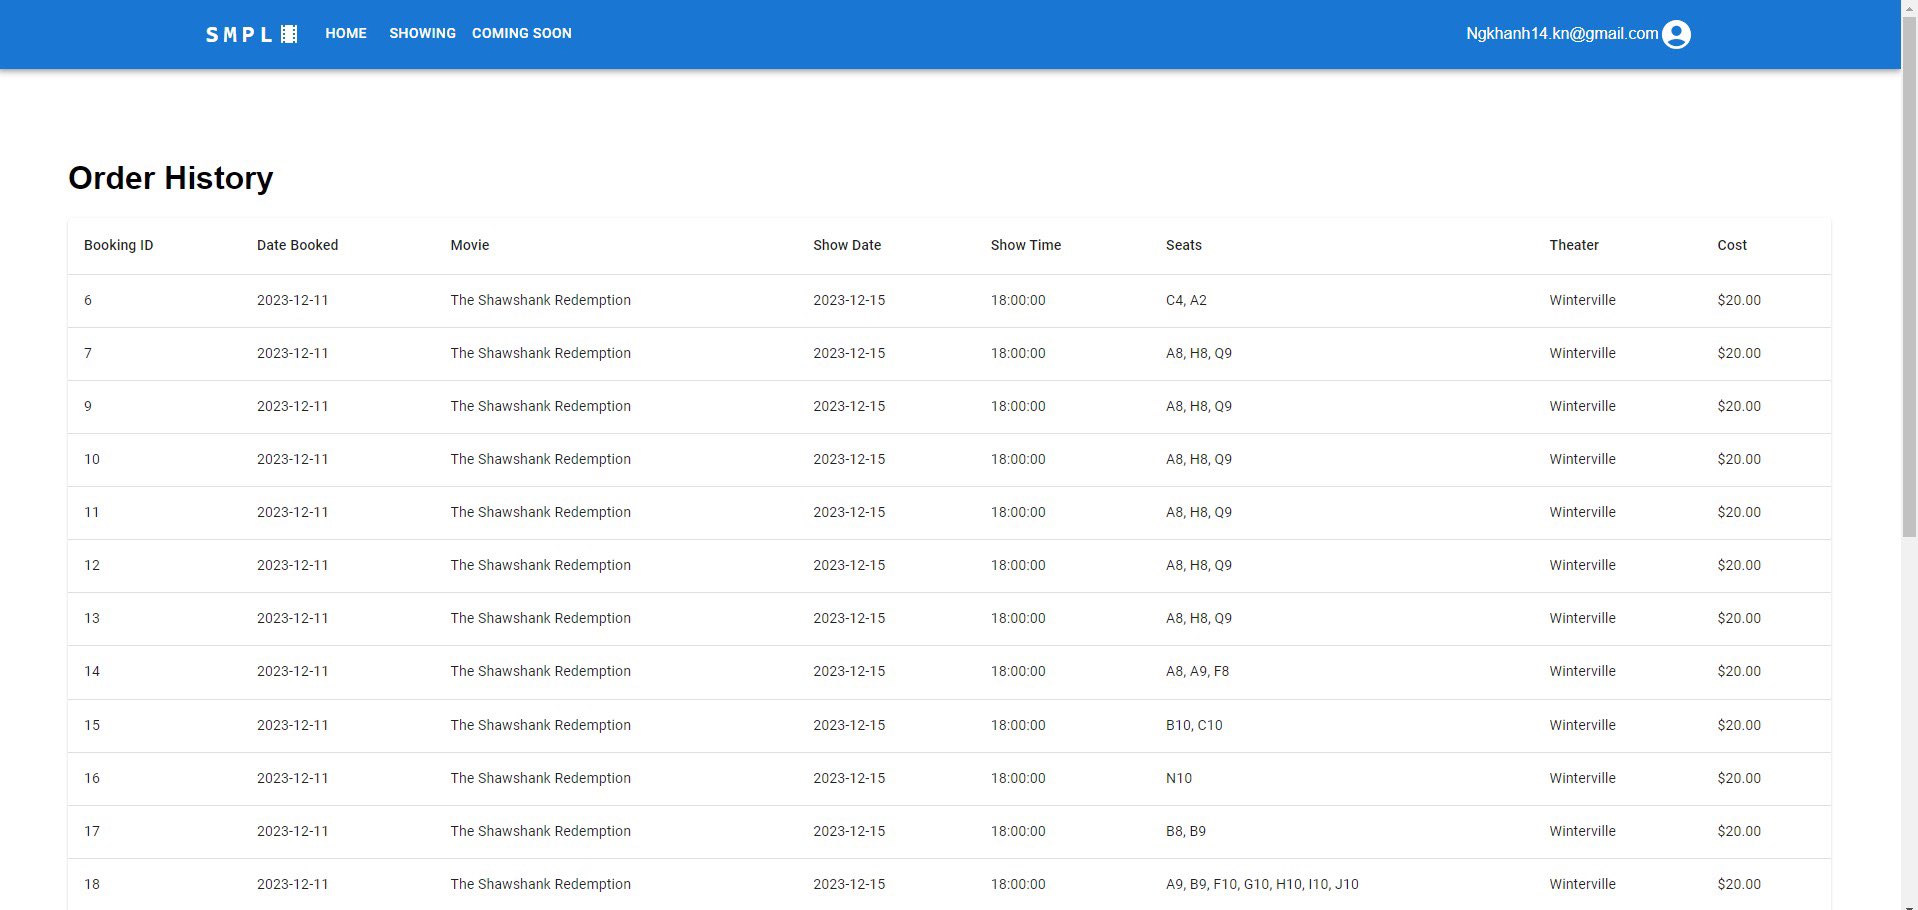 SMPL HOME SHOWING COMING SOON Ngkhanh14.kn@gmail.com
Order History
Booking ID Date Booked Movie Show Date Show Time Seats Theater Cost
6 2023-12-11 The Shawshank Redemption 2023-12-15 18:00:00 C4, A2 Winterville $20.00
7 2023-12-11 The Shawshank Redemption 2023-12-15 18:00:00 A8, H8, Q9 Winterville $20.00
9 2023-12-11 The Shawshank Redemption 2023-12-15 18:00:00 A8, H8, Q9 Winterville $20.00
10 2023-12-11 The Shawshank Redemption 2023-12-15 18:00:00 A8, H8, Q9 Winterville $20.00
11 2023-12-11 The Shawshank Redemption 2023-12-15 18:00:00 A8, H8, Q9 Winterville $20.00
12 2023-12-11 The Shawshank Redemption 2023-12-15 18:00:00 A8, H8, Q9 Winterville $20.00
13 2023-12-11 The Shawshank Redemption 2023-12-15 18:00:00 A8, H8, Q9 Winterville $20.00
14 2023-12-11 The Shawshank Redemption 2023-12-15 18:00:00 A8, A9, F8 Winterville $20.00
15 2023-12-11 The Shawshank Redemption 2023-12-15 18:00:00 B10, C10 Winterville $20.00
16 2023-12-11 The Shawshank Redemption 2023-12-15 18:00:00 N10 Winterville $20.00
17 2023-12-11 The Shawshank Redemption 2023-12-15 18:00:00 B8, B9 Winterville $20.00
18 2023-12-11 The Shawshank Redemption 2023-12-15 18:00:00 A9, B9, F10, G10, H10, I10, J10 Winterville $20.00